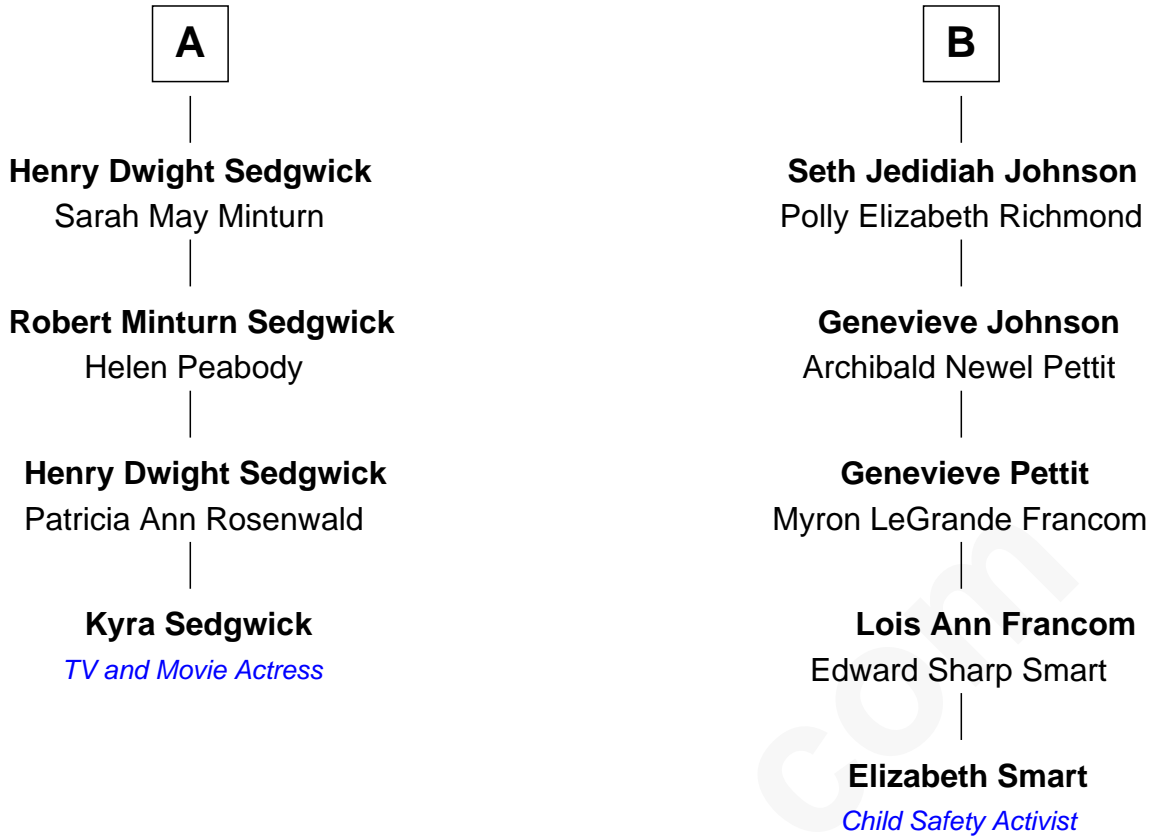 A
Henry Dwight Sedgwick
Sarah May Minturn
Robert Minturn Sedgwick
Helen Peabody
Henry Dwight Sedgwick
Patricia Ann Rosenwald
Kyra Sedgwick
TV and Movie Actress
B
Seth Jedidiah Johnson
Polly Elizabeth Richmond
Genevieve Johnson
Archibald Newel Pettit
Genevieve Pettit
Myron LeGrande Francom
Lois Ann Francom
Edward Sharp Smart
Elizabeth Smart
Child Safety Activist
com